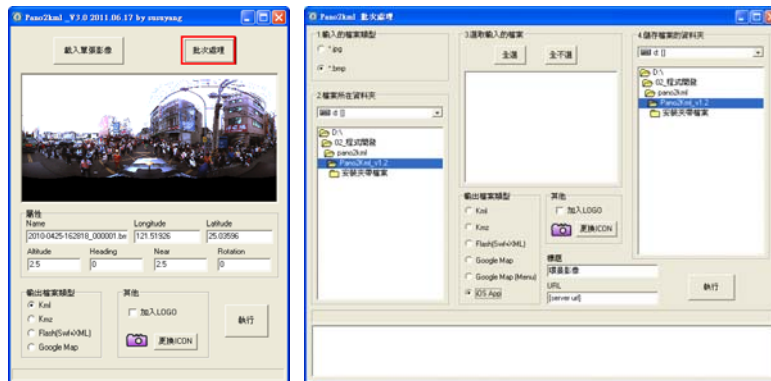 Pano2kml _V3.0 2011.06.17 by susuyang
載入單張影像
批次處理
屬性
Name
Longitude
Latitude
2010-0425-162818_000001.be
121.51926
25.03596
Altitude
Heading
Near
Rotation
2.5
0
2.5
0
輸出檔案類型
Kml
Kmz
Flash(Swf+XML)
Google Map
其他
加入LOGO
更換ICON
執行
Pano2kml 批次處理
1.輸入的檔案類型
*.jpg
*.bmp
2.檔案所在資料夾
d: []
D:\
02_程式開發
pano2kml
Pano2Kml_v1.2
安裝夾帶檔案
3.選取輸入的檔案
全選
全不選
輸出檔案類型
Kml
Kmz
Flash(Swf+XML)
Google Map
Google Map (Menu)
iOS App
其他
加入LOGO
更換ICON
標題
環景影像
URL
[server url]
4.儲存檔案的資料夾
d: []
D:\
02_程式開發
pano2kml
Pano2Kml_v1.2
安裝夾帶檔案
執行